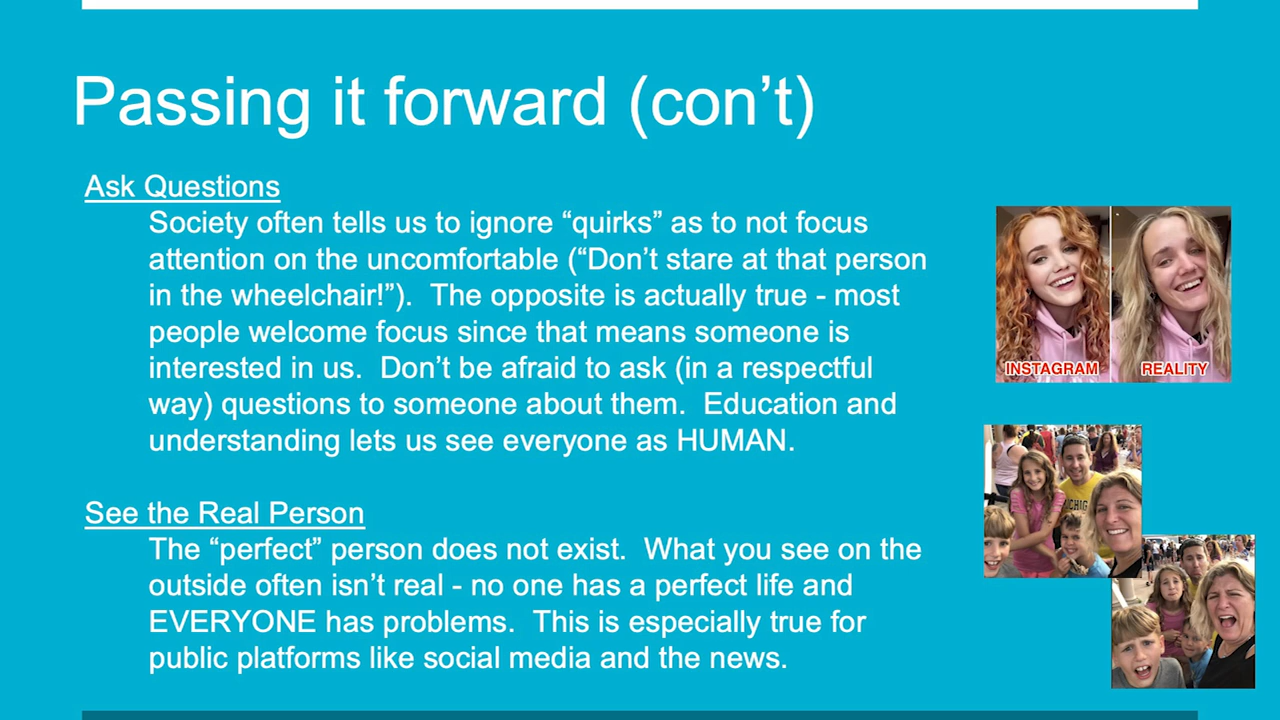 Passing it forward (con’t)
Ask Questions
Society often tells us to ignore “quirks” as to not focus
attention on the uncomfortable (“Don’t stare at that person
in the wheelchair!”).  The opposite is actually true - most
people welcome focus since that means someone is
interested in us.  Don’t be afraid to ask (in a respectful
way) questions to someone about them.  Education and
understanding lets us see everyone as HUMAN.
See the Real Person
The “perfect” person does not exist.  What you see on the
outside often isn’t real - no one has a perfect life and
EVERYONE has problems.  This is especially true for
public platforms like social media and the news.
INSTAGRAM
REALITY